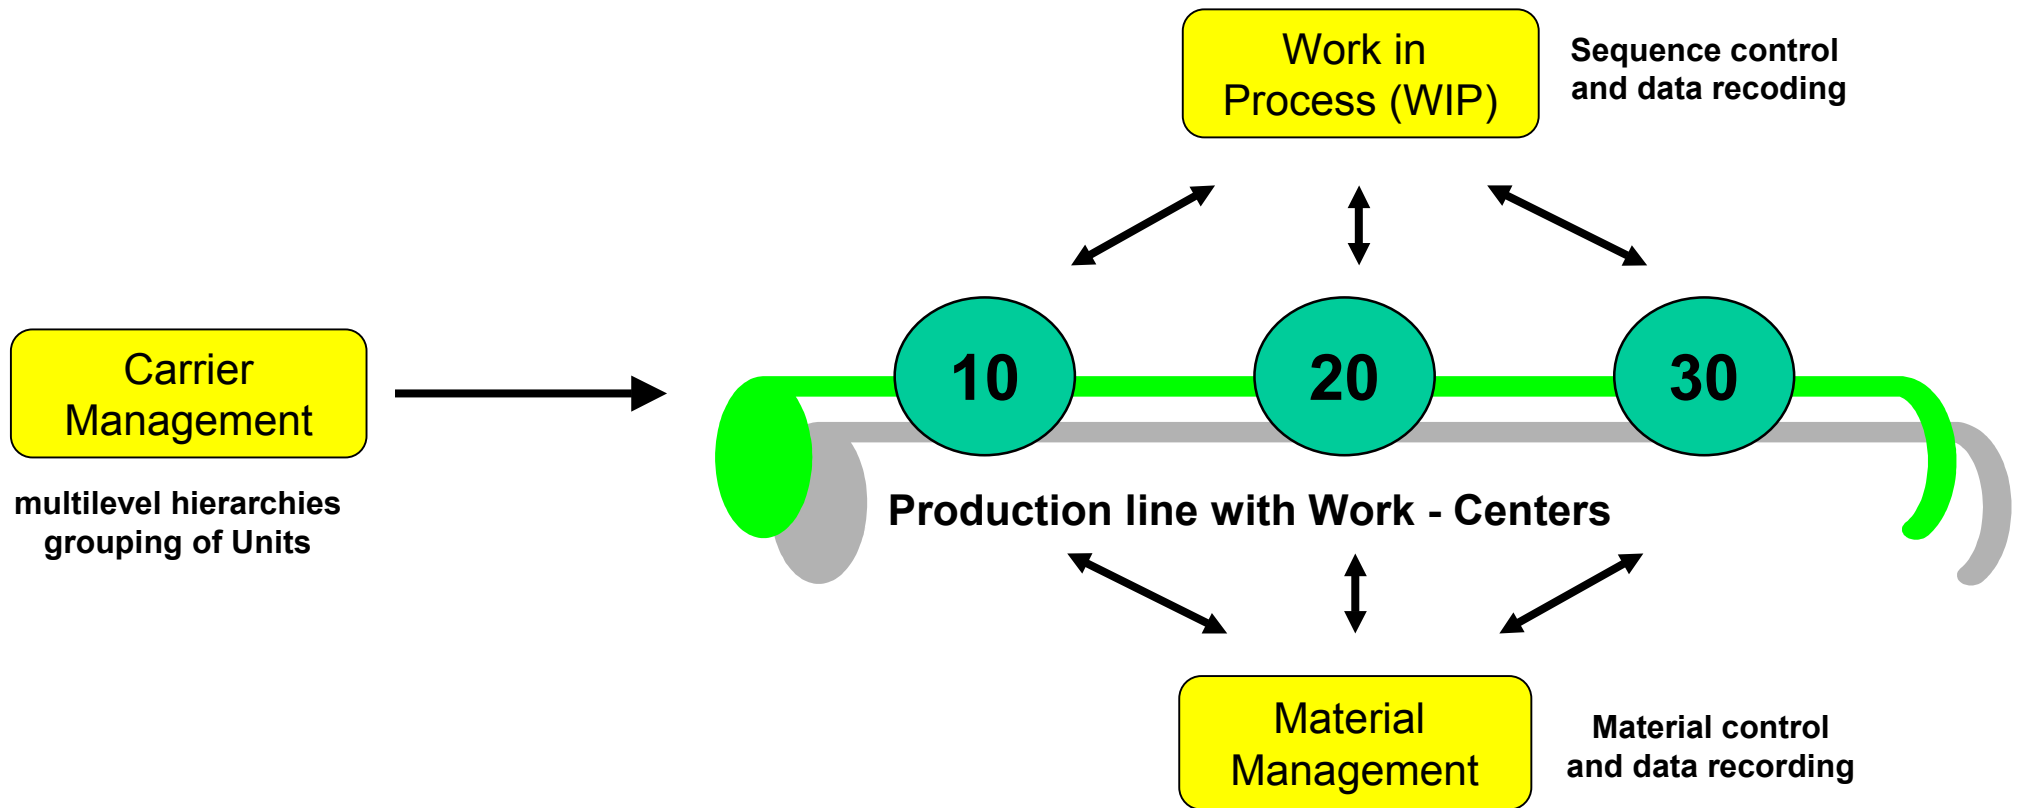 Work in
Process (WIP)
Sequence control
and data recoding
10
20
30
Carrier
Management
multilevel hierarchies
grouping of Units
Production line with Work - Centers
Material
Management
Material control
and data recording